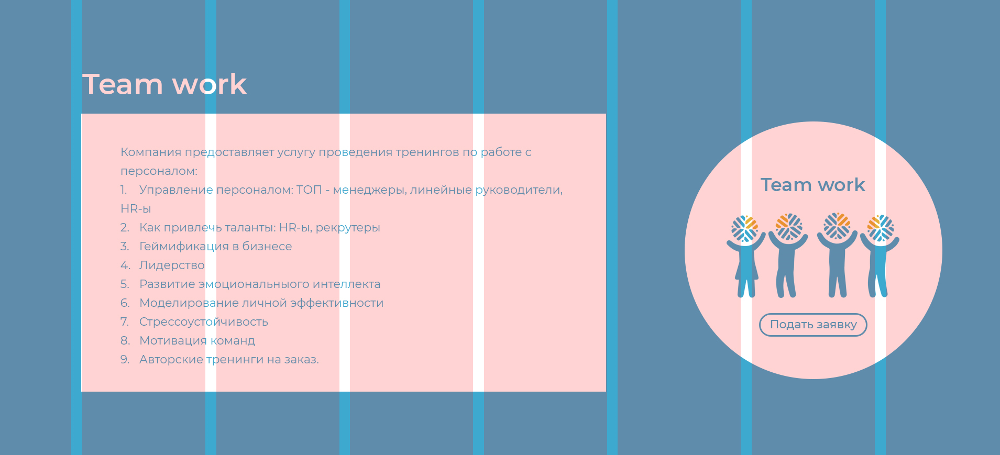 Team work
Компания предоставляет услугу проведения тренингов по работе с
персоналом:
1. Управление персоналом: ТОП - менеджеры, линейные руководители,
HR-ы
2. Как привлечь таланты: HR-ы, рекрутеры
3. Геймификация в бизнесе
4. Лидерство
5. Развитие эмоциональныого интеллекта
6. Моделирование личной эффективности
7. Стрессоустойчивость
8. Мотивация команд
9. Авторские тренинги на заказ.
Team work
Подать заявку